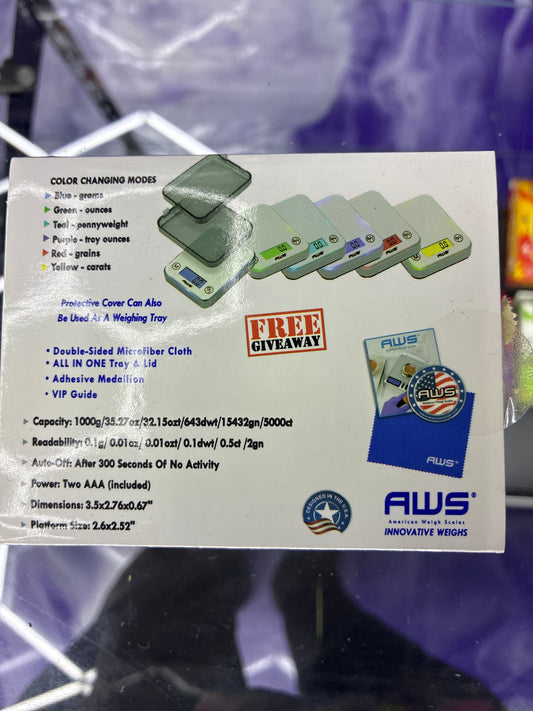 COLOR CHANGING MODES
Blue - grams
Green - ounces
Teal - pennyweight
Purple - troy ounces
Red - grains
Yellow - carats
Protective Cover Can Also
Be Used As A Weighing Tray
FREE
GIVEAWAY
• Double-Sided Microfiber Cloth
• ALL IN ONE Tray & Lid
• Adhesive Medallion
• VIP Guide
Capacity: 1000g/35.27oz/32.15ozt/643dwt/15432gn/5000ct
Readability: 0.1g/ 0.01oz/ 0.01ozt/ 0.1dwt/ 0.5ct /2gn
Auto-Off: After 300 Seconds Of No Activity
Power: Two AAA (included)
Dimensions: 3.5x2.76x0.67"
Platform Size: 2.6x2.52"
AWS
AWS
American Weigh Scales
AWS
DESIGNED IN THE U.S.A
AWS®
American Weigh Scales
INNOVATIVE WEIGHS